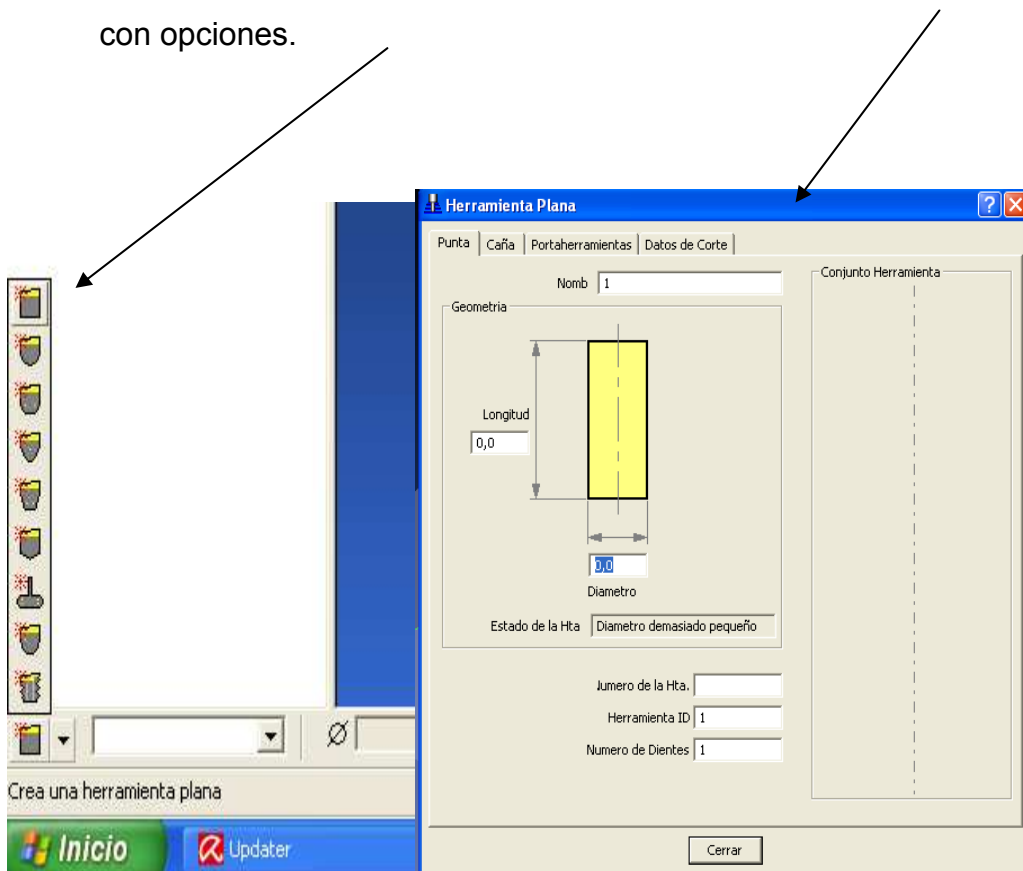 con opciones.
Herramienta Plana
Punta Caña Portaherramientas Datos de Corte
Nomb 1
Conjunto Herramienta
Geometria
Longitud
0,0
0,0
Diametro
Estado de la Hta Diametro demasiado pequeño
Jumero de la Hta.
Herramienta ID 1
Numero de Dientes 1
Ø
Crea una herramienta plana
Cerrar
Inicio
Updater